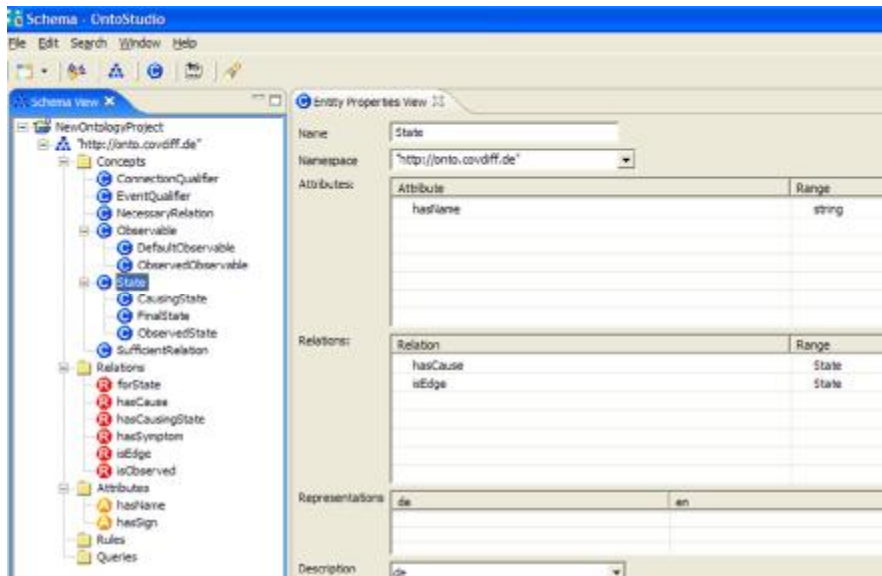 Schema - OntoStudio
File Edit Search Window Help
Schema View
NewOntologyProject
"http://onto.covdiff.de"
Concepts
ConnectionQualifier
EventQualifier
NecessaryRelation
Observable
DefaultObservable
ObservedObservable
State
CausingState
FinalState
ObservedState
SufficientRelation
Relations
forState
hasCause
hasCausingState
hasSymptom
isEdge
isObserved
Attributes
hasName
hasSign
Rules
Queries
Entity Properties View
Name State
Namespace "http://onto.covdiff.de"
Attributes: Attribute Range
hasName string
Relations: Relation Range
hasCause State
isEdge State
Representations de en
Description de